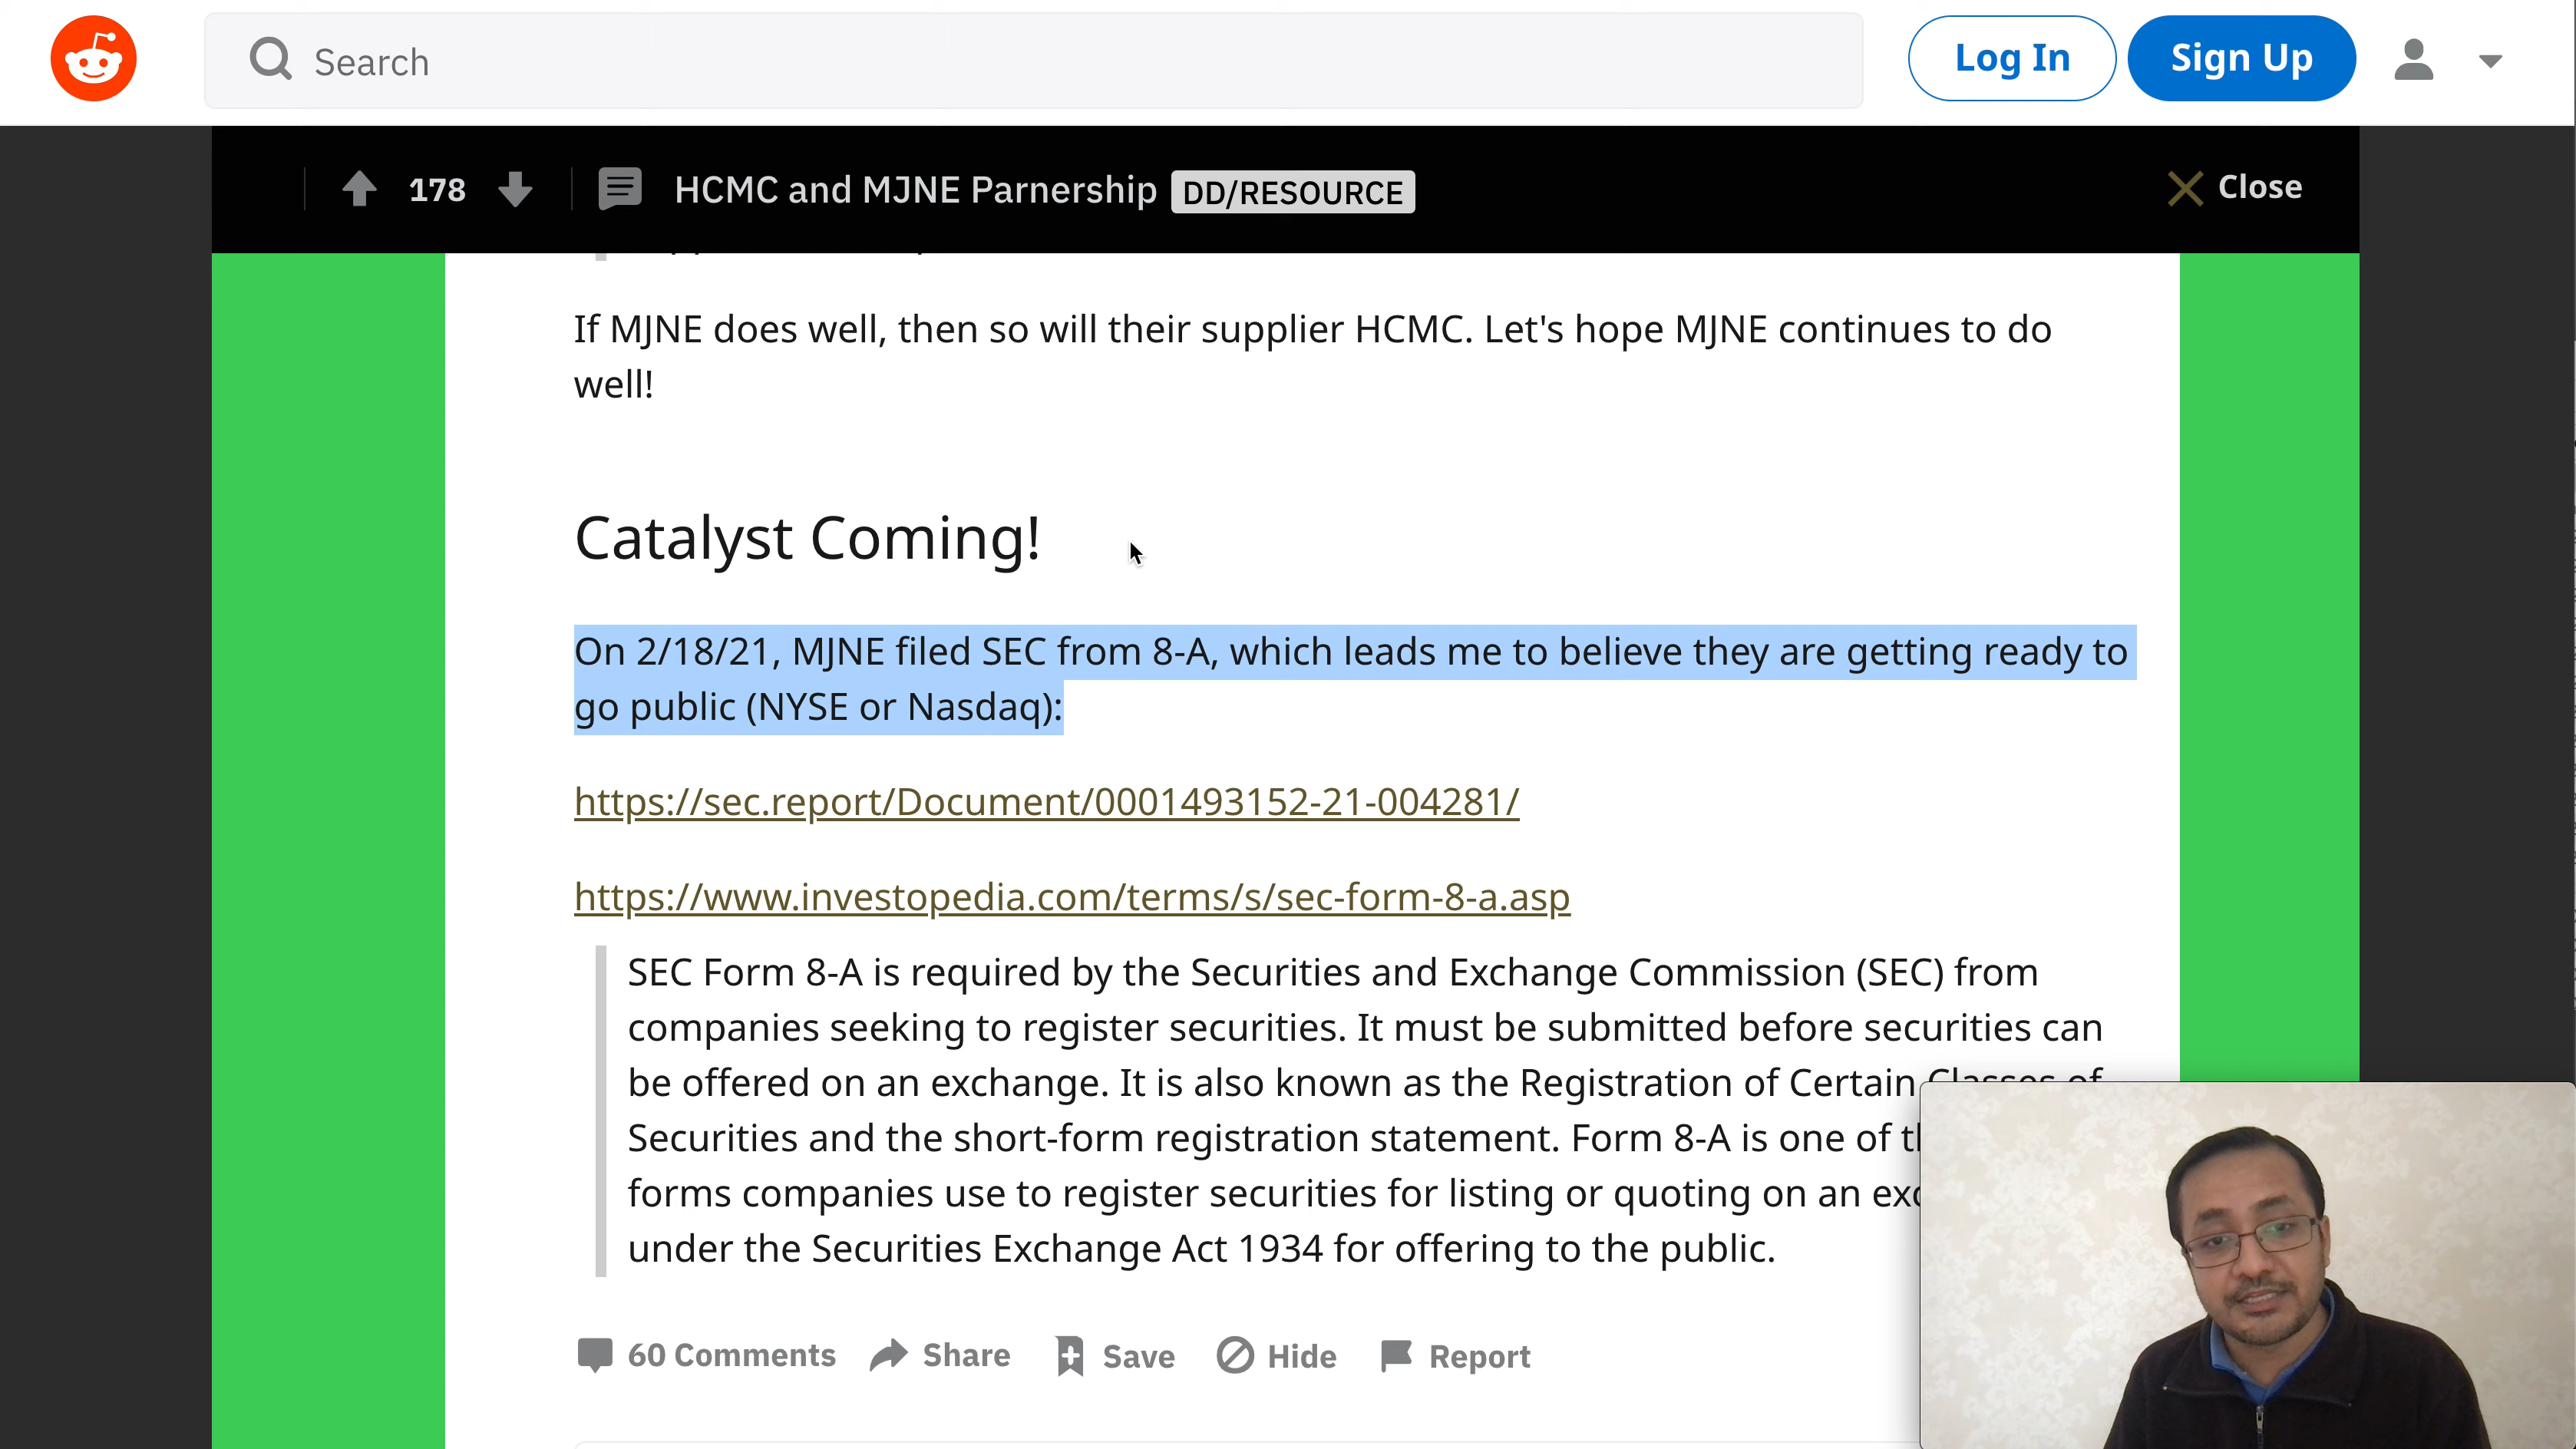 Search
Log In
Sign Up
178
HCMC and MJNE Parnership DD/RESOURCE
Close
If MJNE does well, then so will their supplier HCMC. Let's hope MJNE continues to do
well!
Catalyst Coming!
On 2/18/21, MJNE filed SEC from 8-A, which leads me to believe they are getting ready to
go public (NYSE or Nasdaq):
https://sec.report/Document/0001493152-21-004281/
https://www.investopedia.com/terms/s/sec-form-8-a.asp
SEC Form 8-A is required by the Securities and Exchange Commission (SEC) from
companies seeking to register securities. It must be submitted before securities can
be offered on an exchange. It is also known as the Registration of Certain Classes of
Securities and the short-form registration statement. Form 8-A is one of
forms companies use to register securities for listing or quoting on an
under the Securities Exchange Act 1934 for offering to the public.
60 Comments
Share
Save
Hide
Report